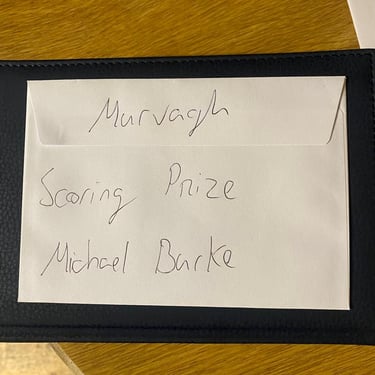 Murvagh
Scoring Prize
Michael Burke